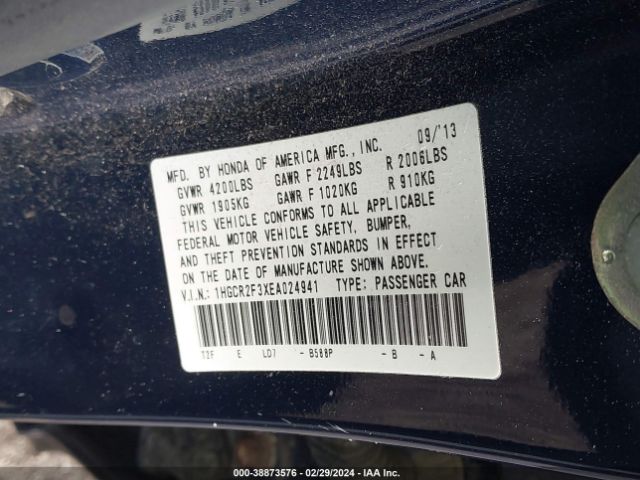 MFD. BY HONDA OF AMERICA MFG., INC. 09/'13
GVWR 4200LBS GAWR F 2249LBS R 2006LBS
GVWR 1905KG GAWR F 1020KG R 910KG
THIS VEHICLE CONFORMS TO ALL APPLICABLE
FEDERAL MOTOR VEHICLE SAFETY, BUMPER,
AND THEFT PREVENTION STANDARDS IN EFFECT
ON THE DATE OF MANUFACTURE SHOWN ABOVE.
V.I.N.: 1HGCR2F3XEA024941 TYPE: PASSENGER CAR
T2F E LD7 -B588P -B -A
000-38873576 • 02/29/2024 • IAA Inc.